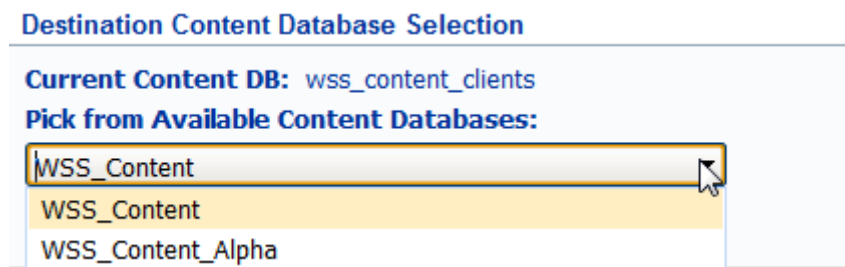 Destination Content Database Selection
Current Content DB: wss_content_clients
Pick from Available Content Databases:
WSS_Content
WSS_Content
WSS_Content_Alpha